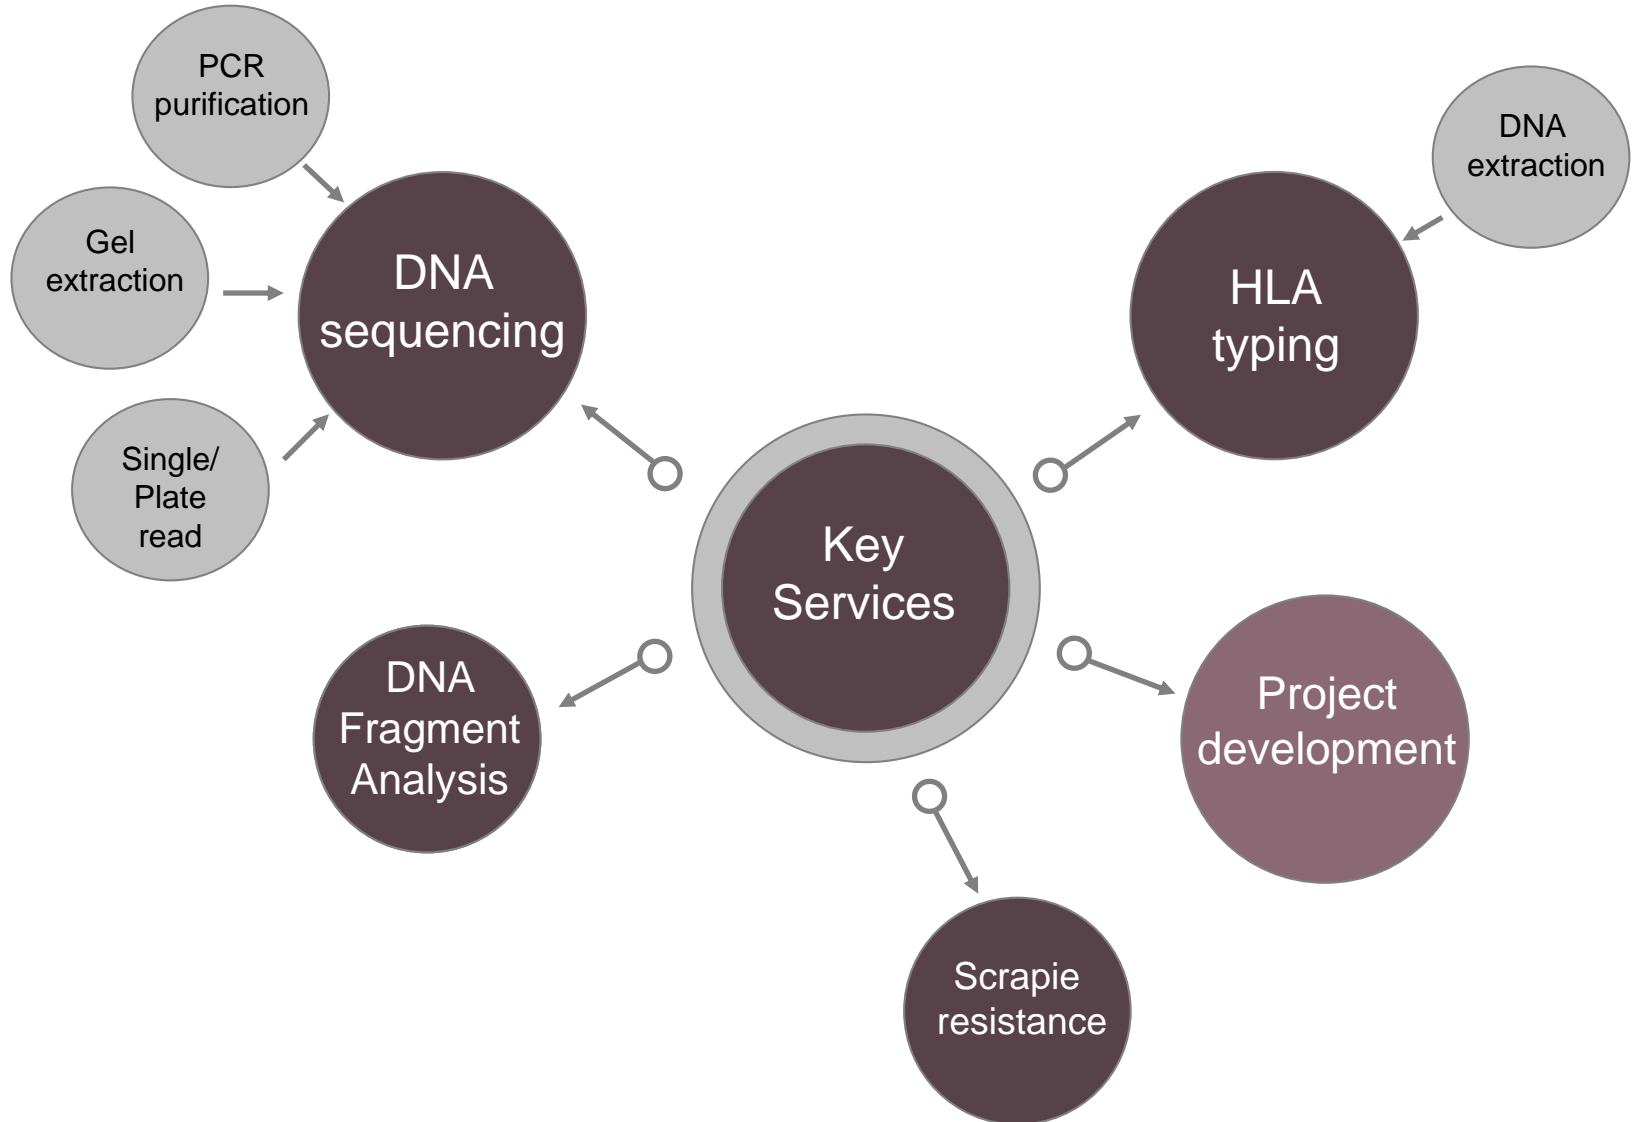 PCR
purification
DNA
extraction
Gel
extraction
DNA
sequencing
HLA
typing
Single/
Plate
read
Key
Services
DNA
Fragment
Analysis
Project
development
Scrapie
resistance